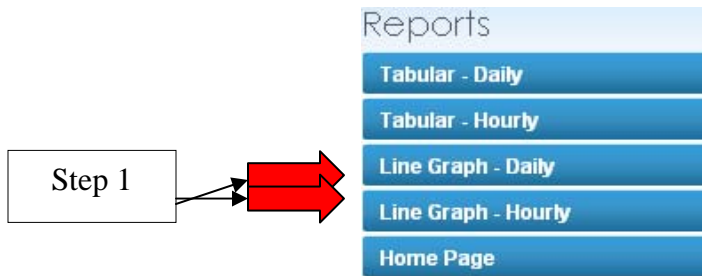 Reports
Tabular - Daily
Tabular - Hourly
Step 1
Line Graph - Daily
Line Graph - Hourly
Home Page